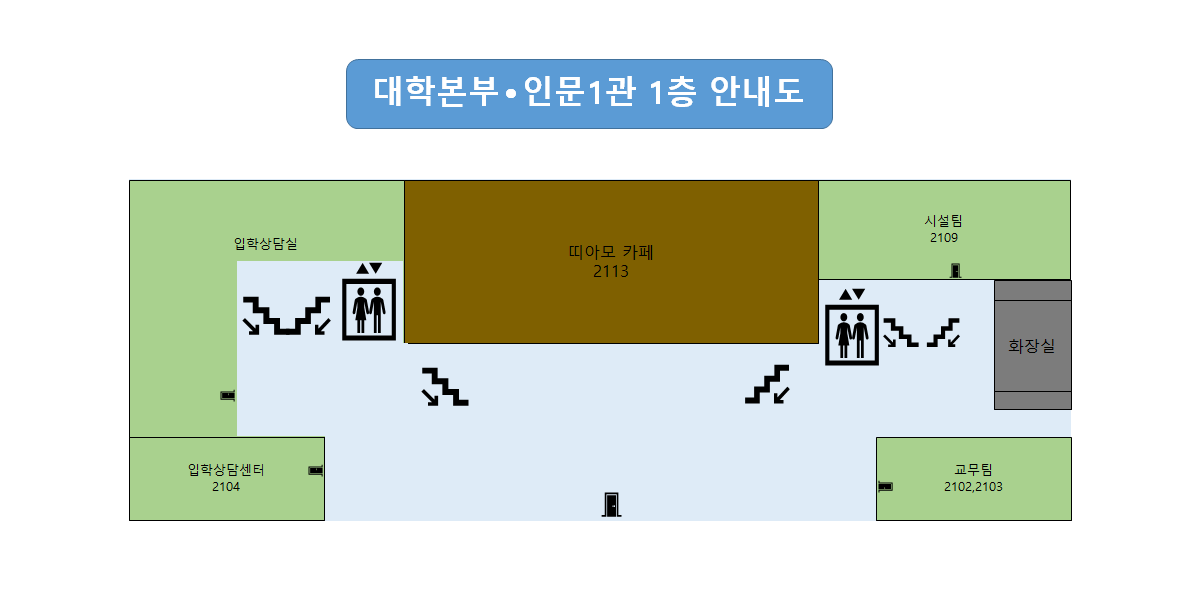 대학본부•인문1관 1층 안내도
입학상담실
띠아모 카페
2113
시설팀
2109
화장실
입학상담센터
2104
교무팀
2102,2103